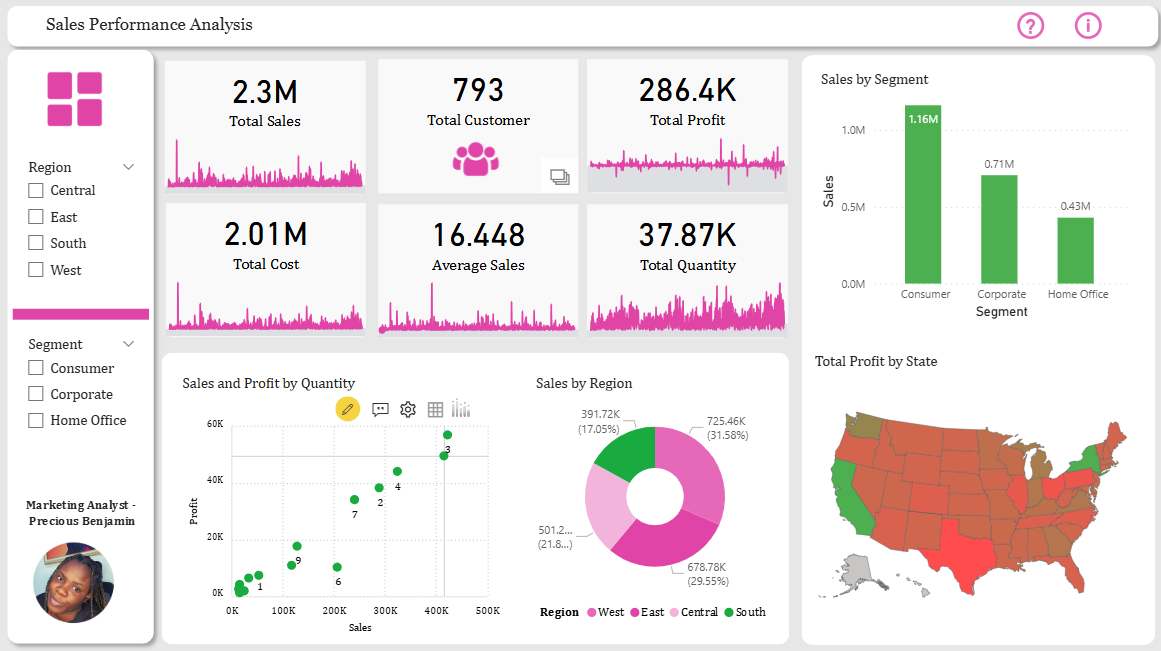 Sales Performance Analysis
?
i
Region
Central
East
South
West
Segment
Consumer
Corporate
Home Office
Marketing Analyst -
Precious Benjamin
2.3M
Total Sales
793
Total Customer
286.4K
Total Profit
2.01M
Total Cost
16.448
Average Sales
37.87K
Total Quantity
Sales and Profit by Quantity
60K
40K
20K
0K
Profit
0K
100K
200K
300K
400K
500K
Sales
3
4
2
7
9
6
1
Sales by Region
391.72K
(17.05%)
725.46K
(31.58%)
501.2...
(21.8...)
678.78K
(29.55%)
Region West East Central South
Sales by Segment
1.0M
0.5M
0.0M
Sales
1.16M
0.71M
0.43M
Consumer
Corporate
Home Office
Segment
Total Profit by State